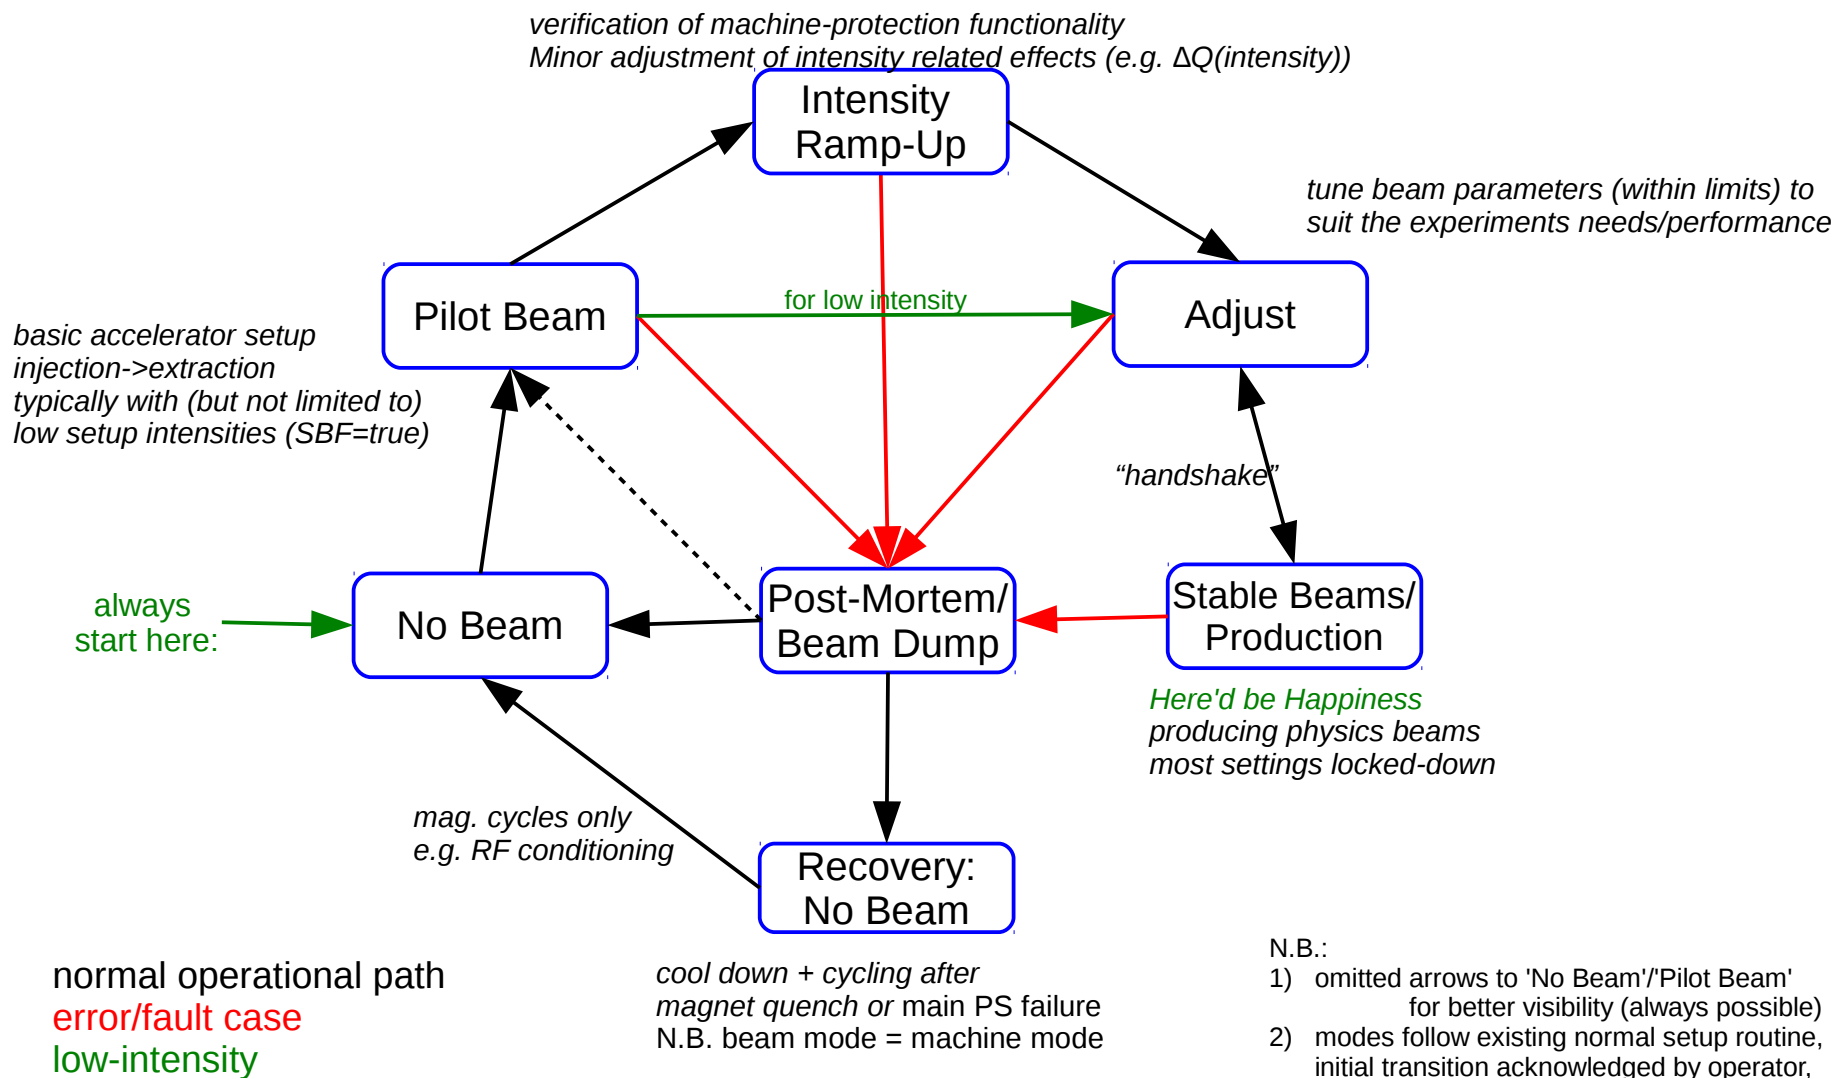 verification of machine-protection functionality
Minor adjustment of intensity related effects (e.g. ΔQ(intensity))
Intensity
Ramp-Up
tune beam parameters (within limits) to
suit the experiments needs/performance
Pilot Beam
for low intensity
Adjust
basic accelerator setup
injection->extraction
typically with (but not limited to)
low setup intensities (SBF=true)
“handshake”
always
start here:
No Beam
Post-Mortem/
Beam Dump
Stable Beams/
Production
Here'd be Happiness
producing physics beams
most settings locked-down
mag. cycles only
e.g. RF conditioning
Recovery:
No Beam
cool down + cycling after
magnet quench or main PS failure
N.B. beam mode = machine mode
normal operational path
error/fault case
low-intensity
N.B.:
1) omitted arrows to 'No Beam'/'Pilot Beam'
for better visibility (always possible)
2) modes follow existing normal setup routine,
initial transition acknowledged by operator,